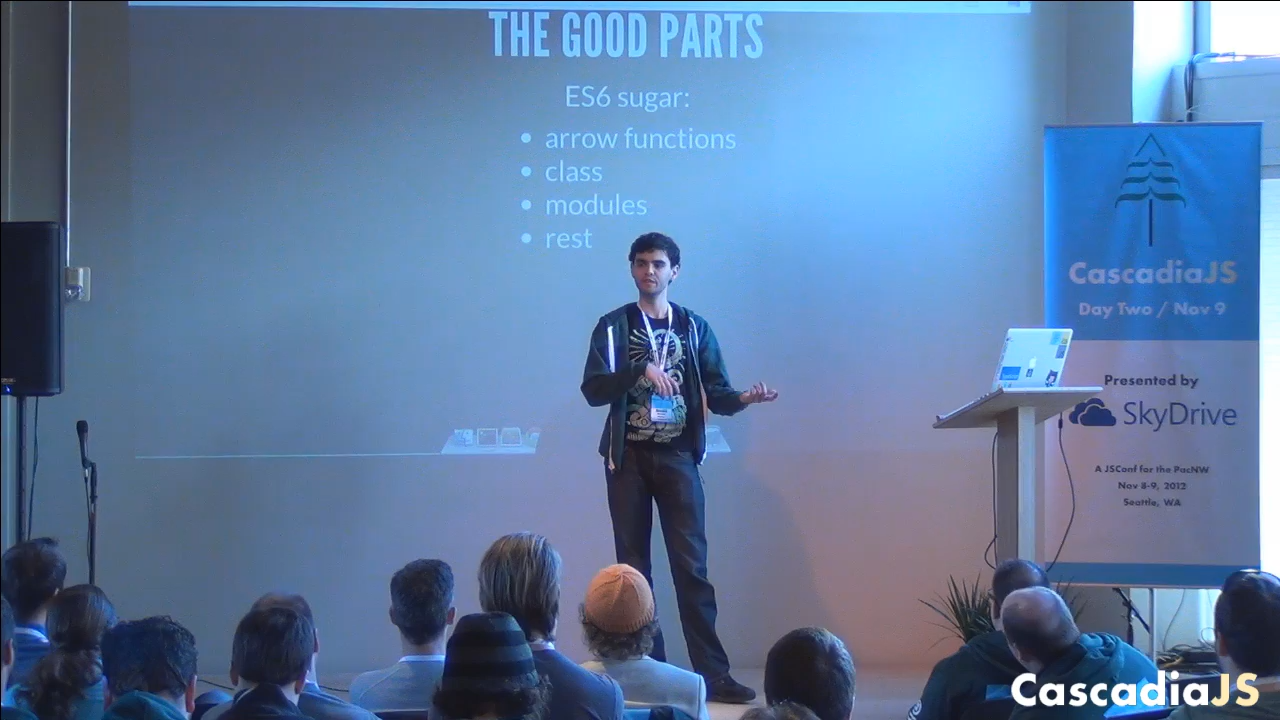 THE GOOD PARTS
ES6 sugar:
• arrow functions
• class
• modules
• rest
CascadiaJS
Day Two / Nov 9
Presented by
SkyDrive
A JSConf for the PacNW
Nov 8-9, 2012
Seattle, WA
CascadiaJS